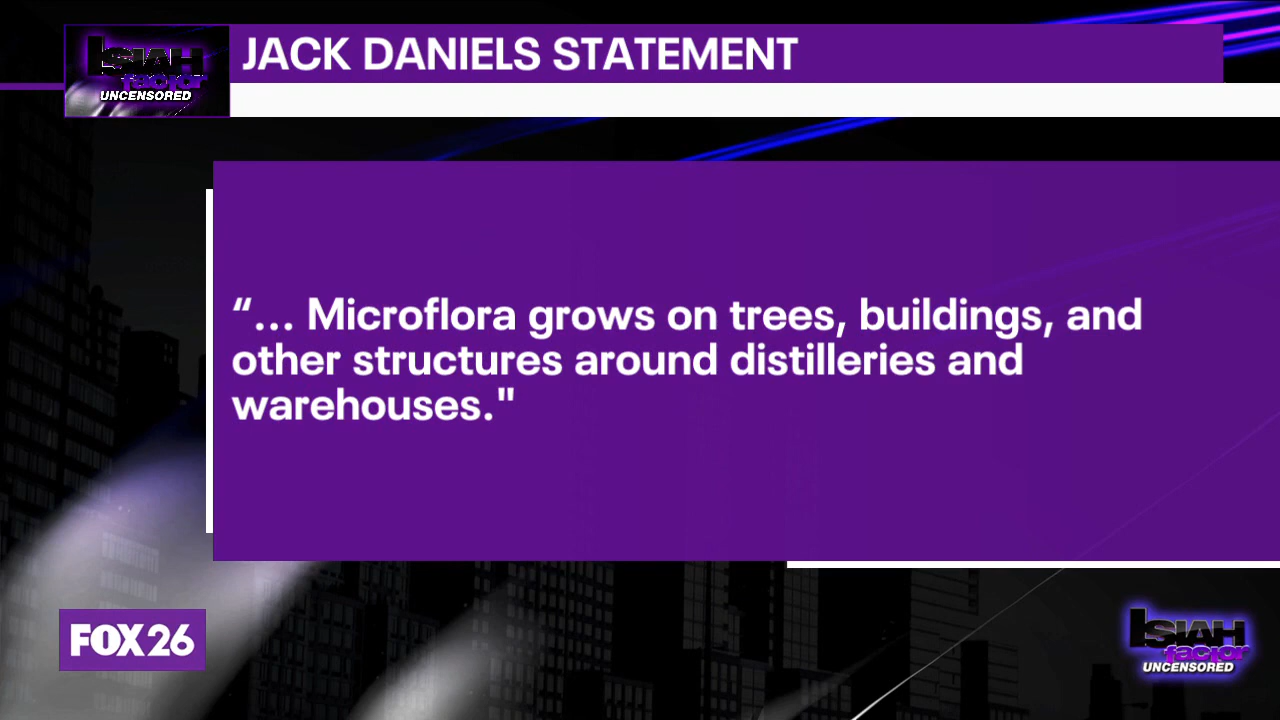 ISIAH
factor
UNCENSORED
JACK DANIELS STATEMENT
“... Microflora grows on trees, buildings, and
other structures around distilleries and
warehouses."
FOX 26
ISIAH
factor
UNCENSORED